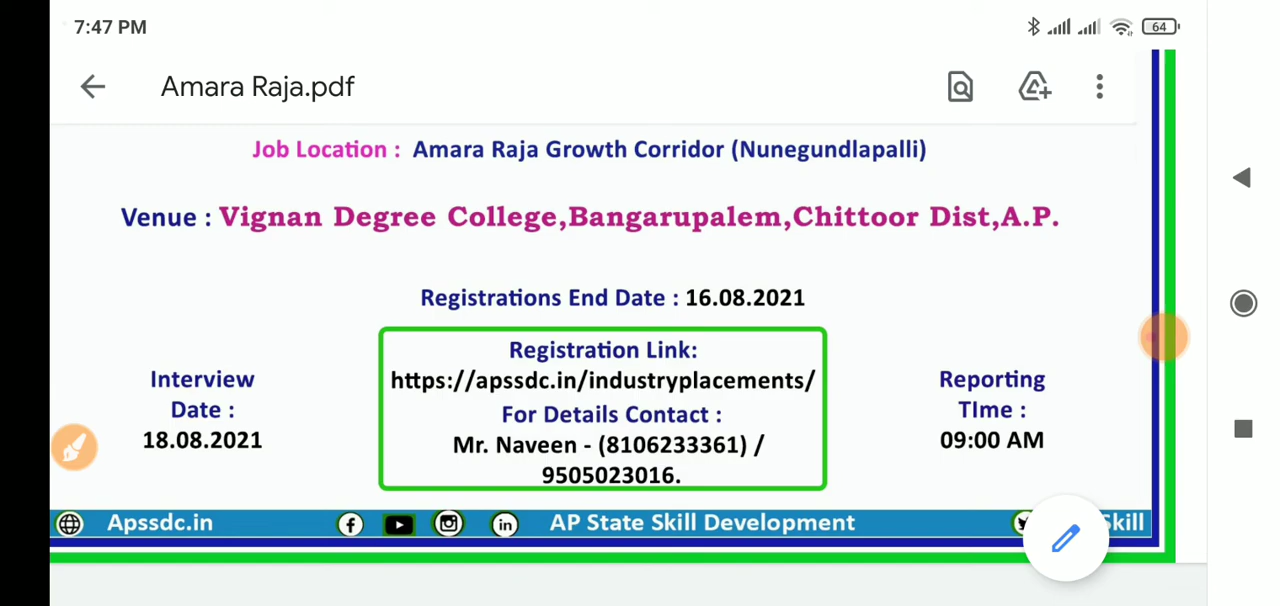 7:47 PM
64
Amara Raja.pdf
Job Location : Amara Raja Growth Corridor (Nunegundlapalli)
Venue : Vignan Degree College,Bangarupalem,Chittoor Dist,A.P.
Registrations End Date : 16.08.2021
Interview
Date :
18.08.2021
Registration Link:
https://apssdc.in/industryplacements/
For Details Contact :
Mr. Naveen - (8106233361) /
9505023016.
Reporting
TIme :
09:00 AM
Apssdc.in
AP State Skill Development
Skill